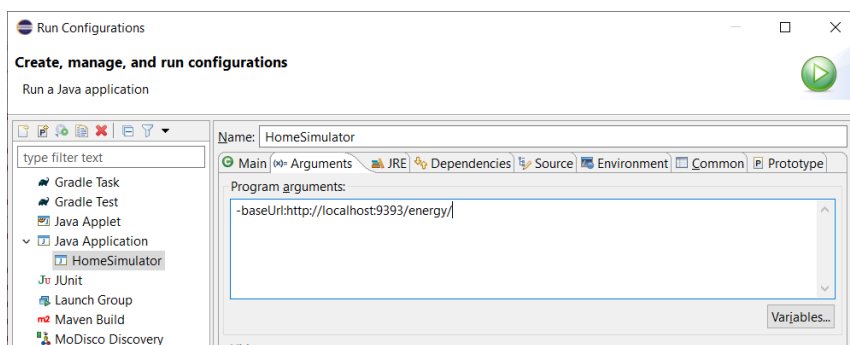 Run Configurations
Create, manage, and run configurations
Run a Java application
type filter text
Gradle Task
Gradle Test
Java Applet
Java Application
HomeSimulator
JUnit
Launch Group
Maven Build
MoDisco Discovery
Name: HomeSimulator
Main (x)= Arguments JRE Dependencies Source Environment Common Prototype
Program arguments:
-baseUrl:http://localhost:9393/energy/
Variables...